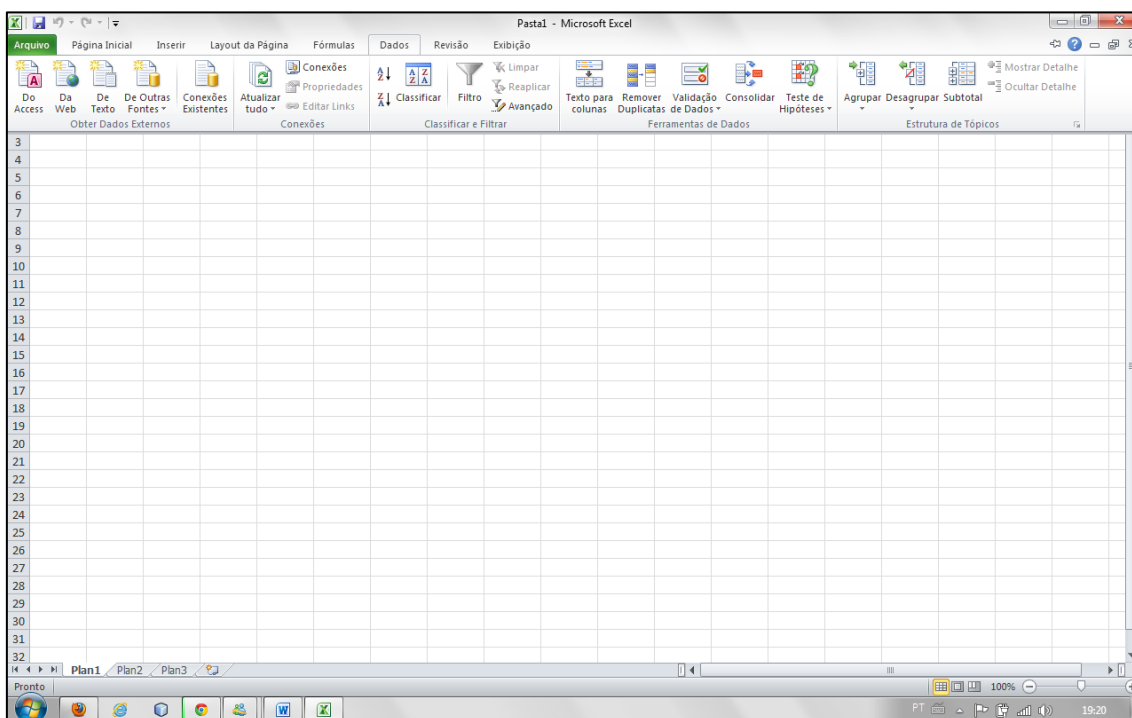 Pasta1 - Microsoft Excel
Arquivo Página Inicial Inserir Layout da Página Fórmulas Dados Revisão Exibição
Do Access
Da Web
De Texto
De Outras Fontes
Conexões Existentes
Obter Dados Externos
Atualizar tudo
Conexões
Propriedades
Editar Links
Conexões
Classificar
Filtro
Limpar
Reaplicar
Avançado
Classificar e Filtrar
Texto para colunas
Remover Duplicatas
Validação de Dados
Consolidar
Teste de Hipóteses
Ferramentas de Dados
Agrupar
Desagrupar
Subtotal
Mostrar Detalhe
Ocultar Detalhe
Estrutura de Tópicos
3
4
5
6
7
8
9
10
11
12
13
14
15
16
17
18
19
20
21
22
23
24
25
26
27
28
29
30
31
32
Plan1 Plan2 Plan3
Pronto 100%
PT 19:20